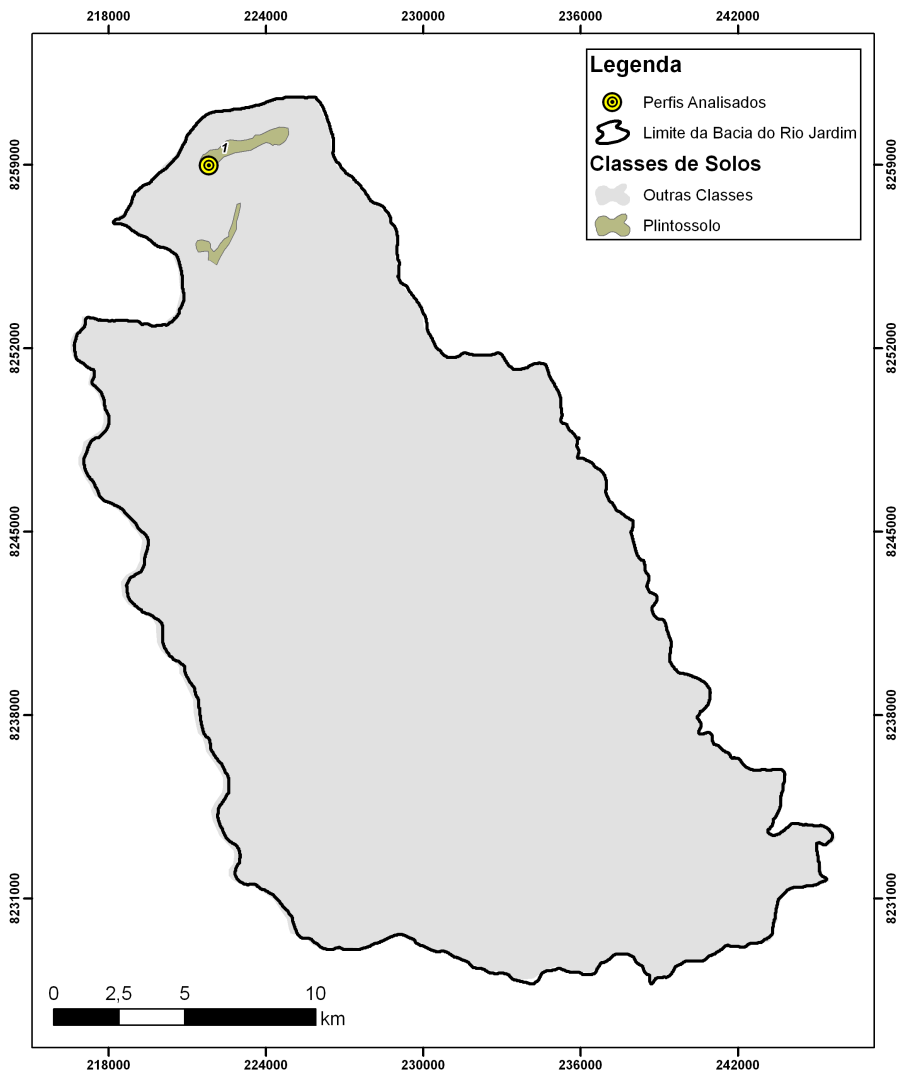 218000 224000 230000 236000 242000
Legenda
Perfis Analisados
Limite da Bacia do Rio Jardim
Classes de Solos
Outras Classes
Plintossolo
1
8259000 8259000
8252000 8252000
8245000 8245000
8238000 8238000
8231000 8231000
0 2,5 5 10
km
218000 224000 230000 236000 242000